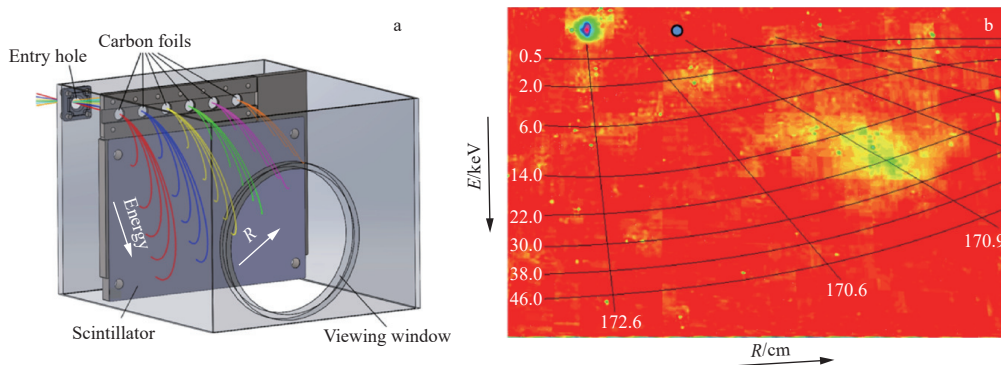 a
Carbon foils
Entry hole
Energy
R
Scintillator
Viewing window
b
E/keV
0.5
2.0
6.0
14.0
22.0
30.0
38.0
46.0
170.9
170.6
172.6
R/cm